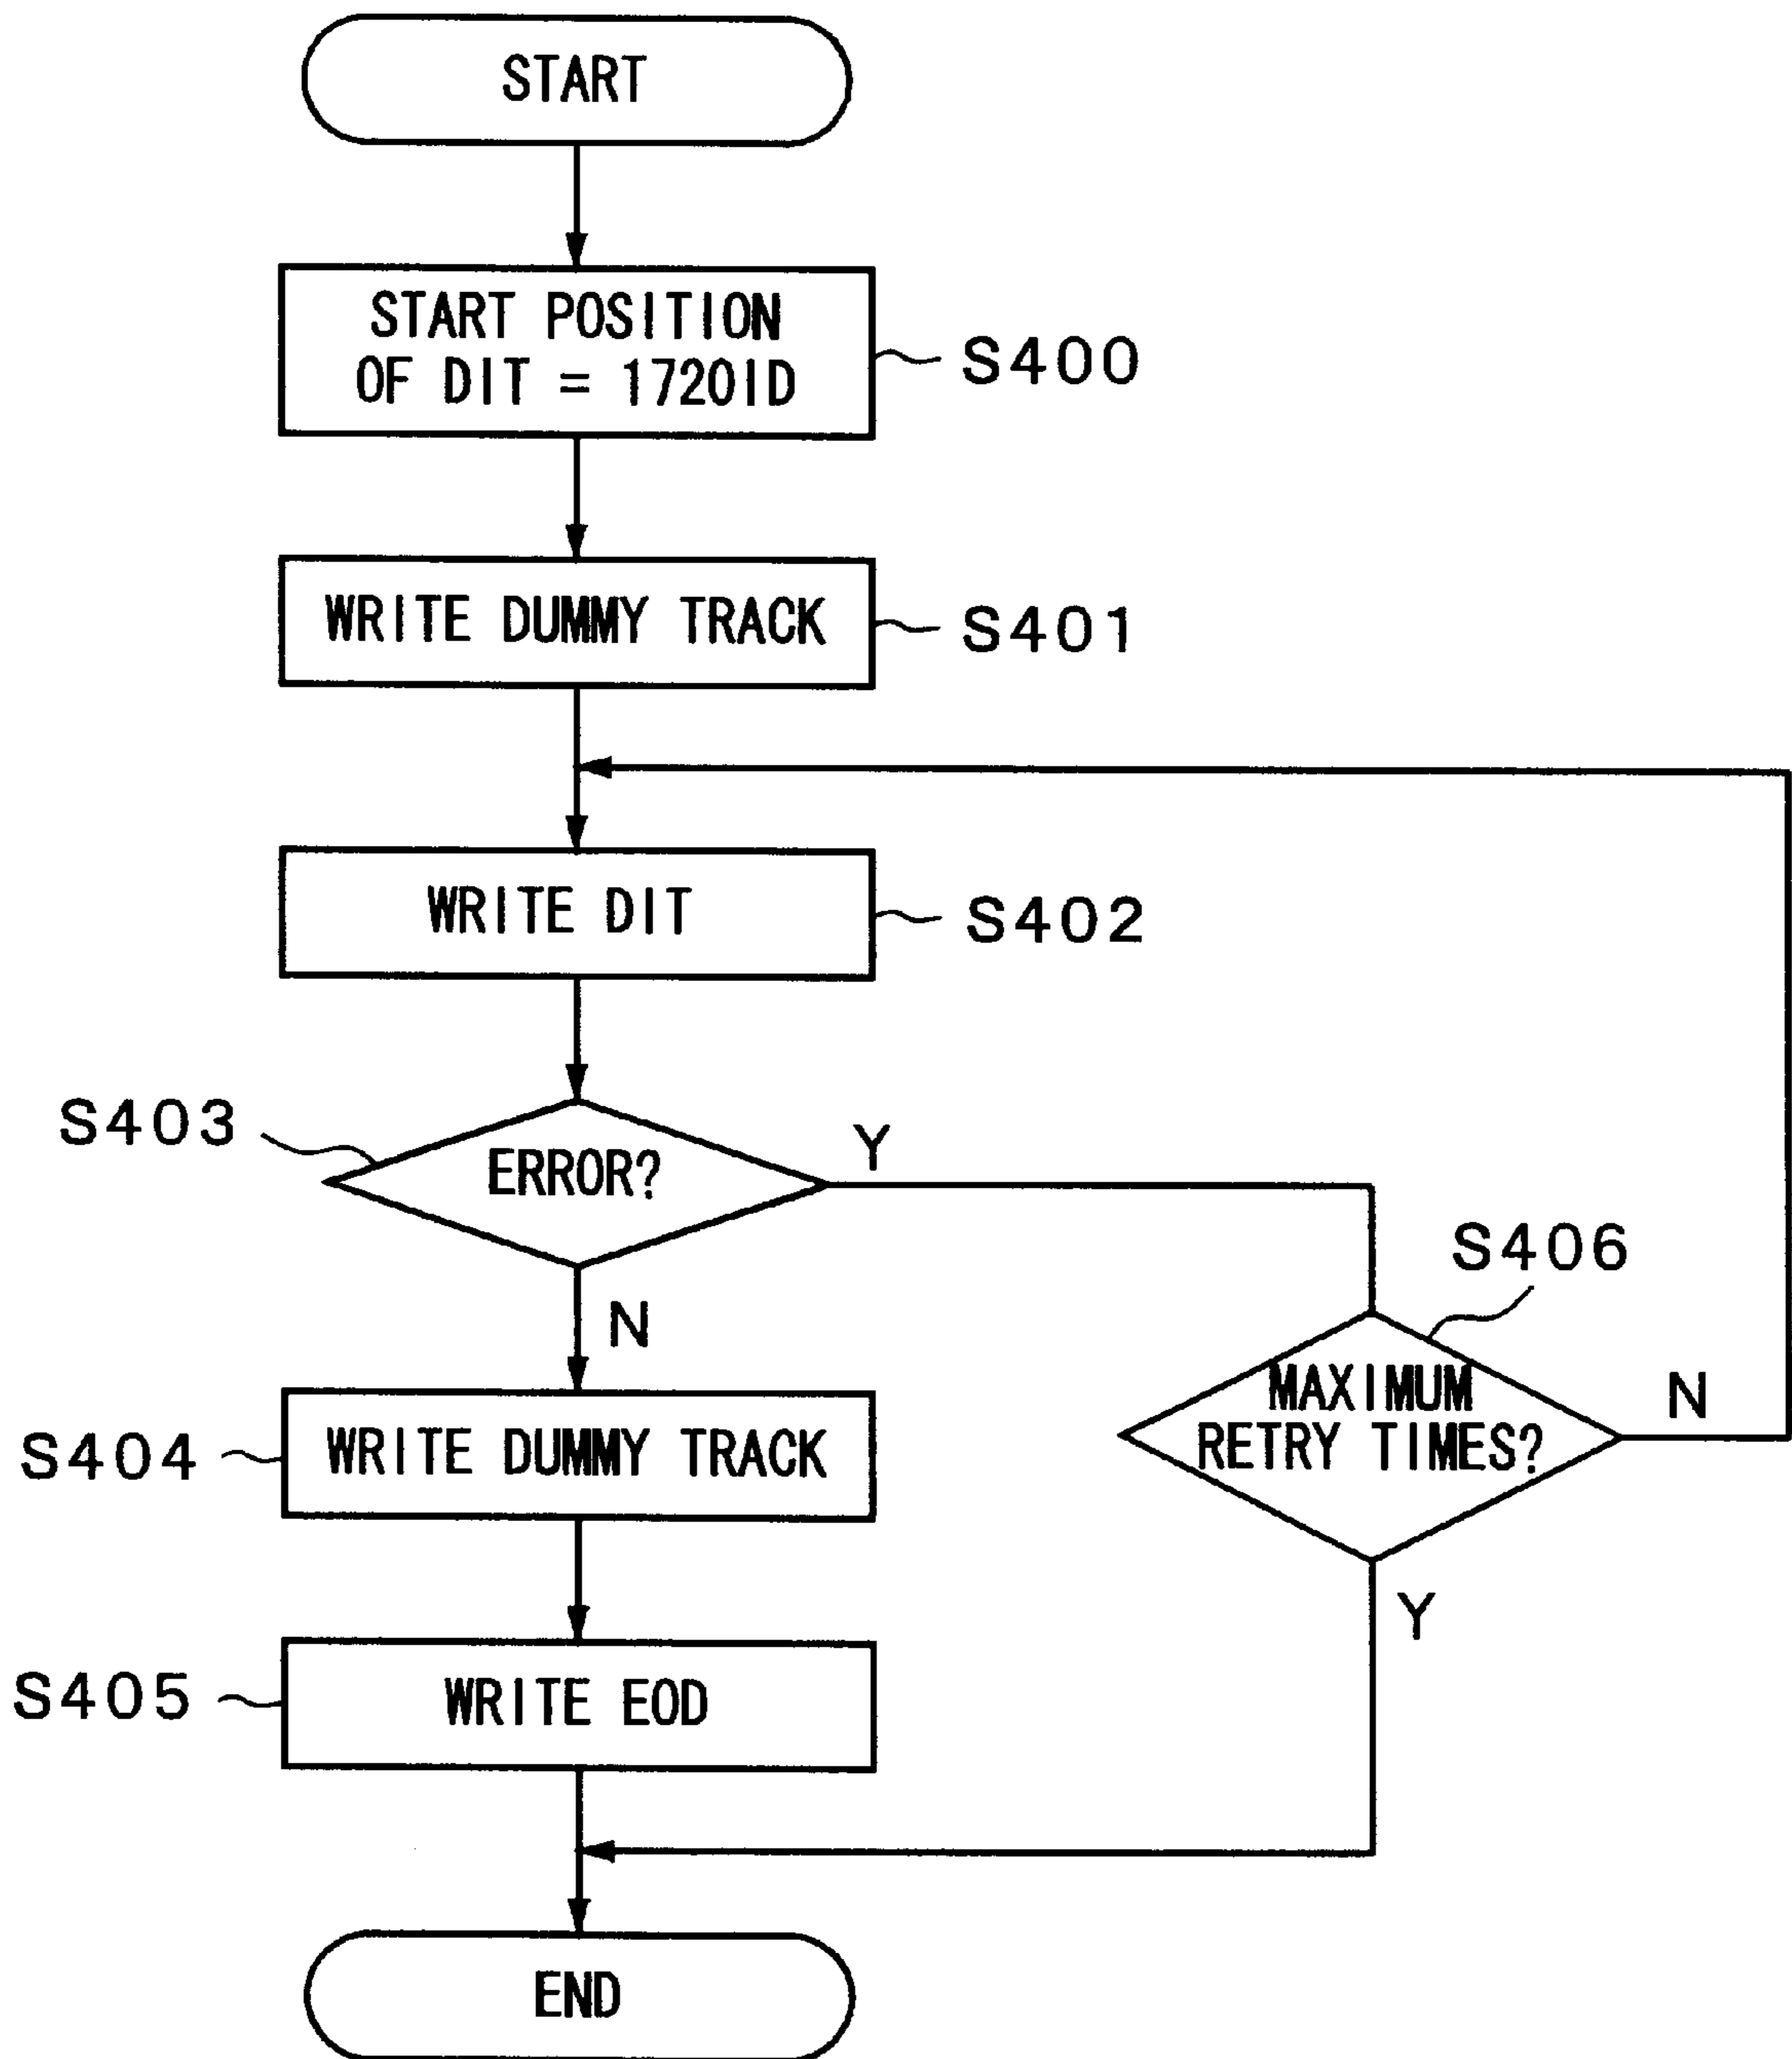 START
START POSITION
OF DIT = 1720ID
S400
WRITE DUMMY TRACK
S401
WRITE DIT
S402
S403
ERROR?
Y
N
S406
MAXIMUM
RETRY TIMES?
N
Y
S404
WRITE DUMMY TRACK
S405
WRITE EOD
END